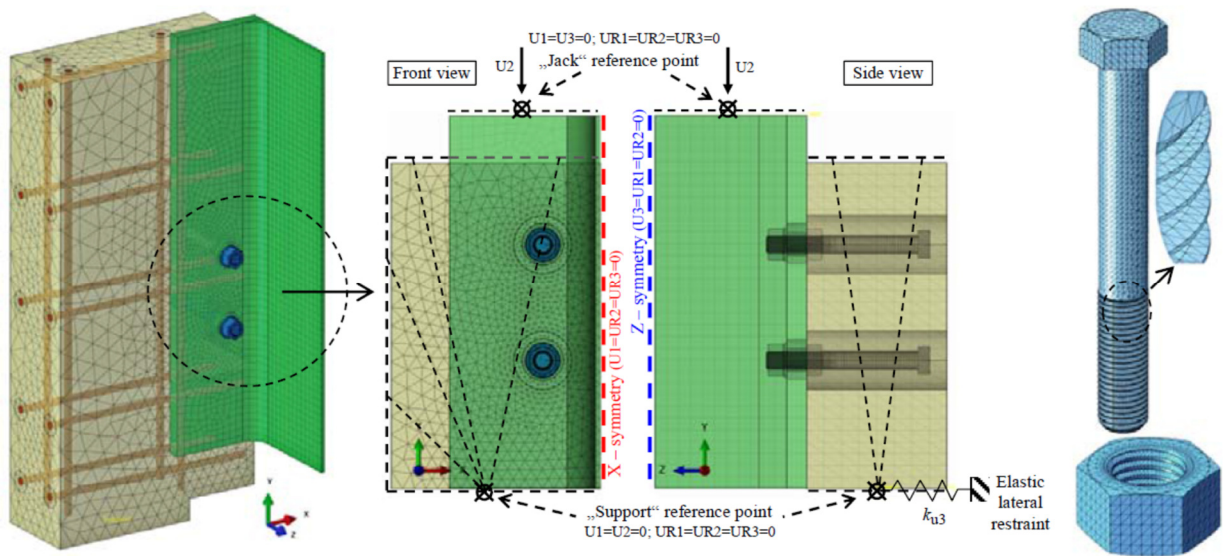 U1=U3=0; UR1=UR2=UR3=0
Front view
U2
„Jack“ reference point
U2
Side view
X – symmetry (U1=UR2=UR3=0)
Z – symmetry (U3=UR1=UR2=0)
Y
X
Z
Y
Z
k u3
Elastic
lateral
restraint
„Support“ reference point
U1=U2=0; UR1=UR2=UR3=0